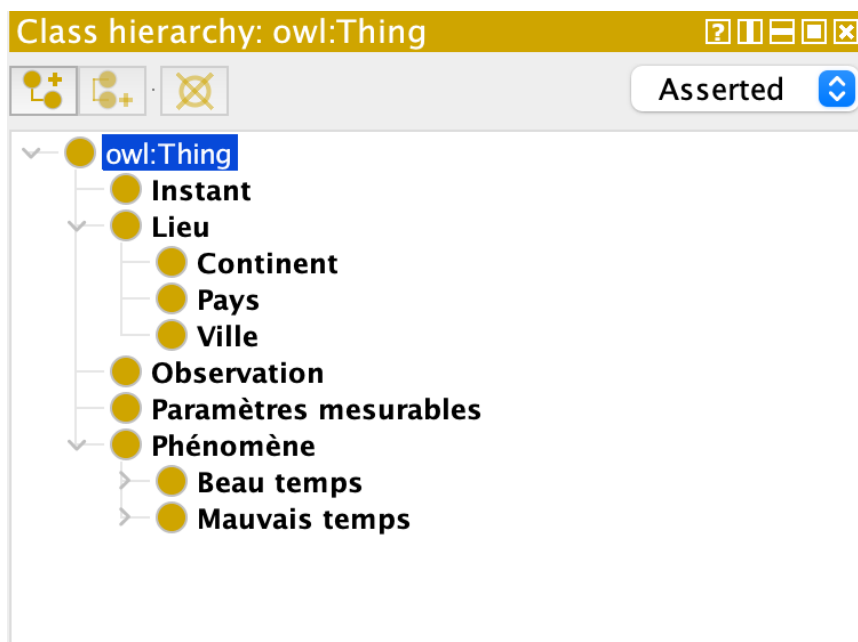 Class hierarchy: owl:Thing
Asserted
owl:Thing
Instant
Lieu
Continent
Pays
Ville
Observation
Paramètres mesurables
Phénomène
Beau temps
Mauvais temps